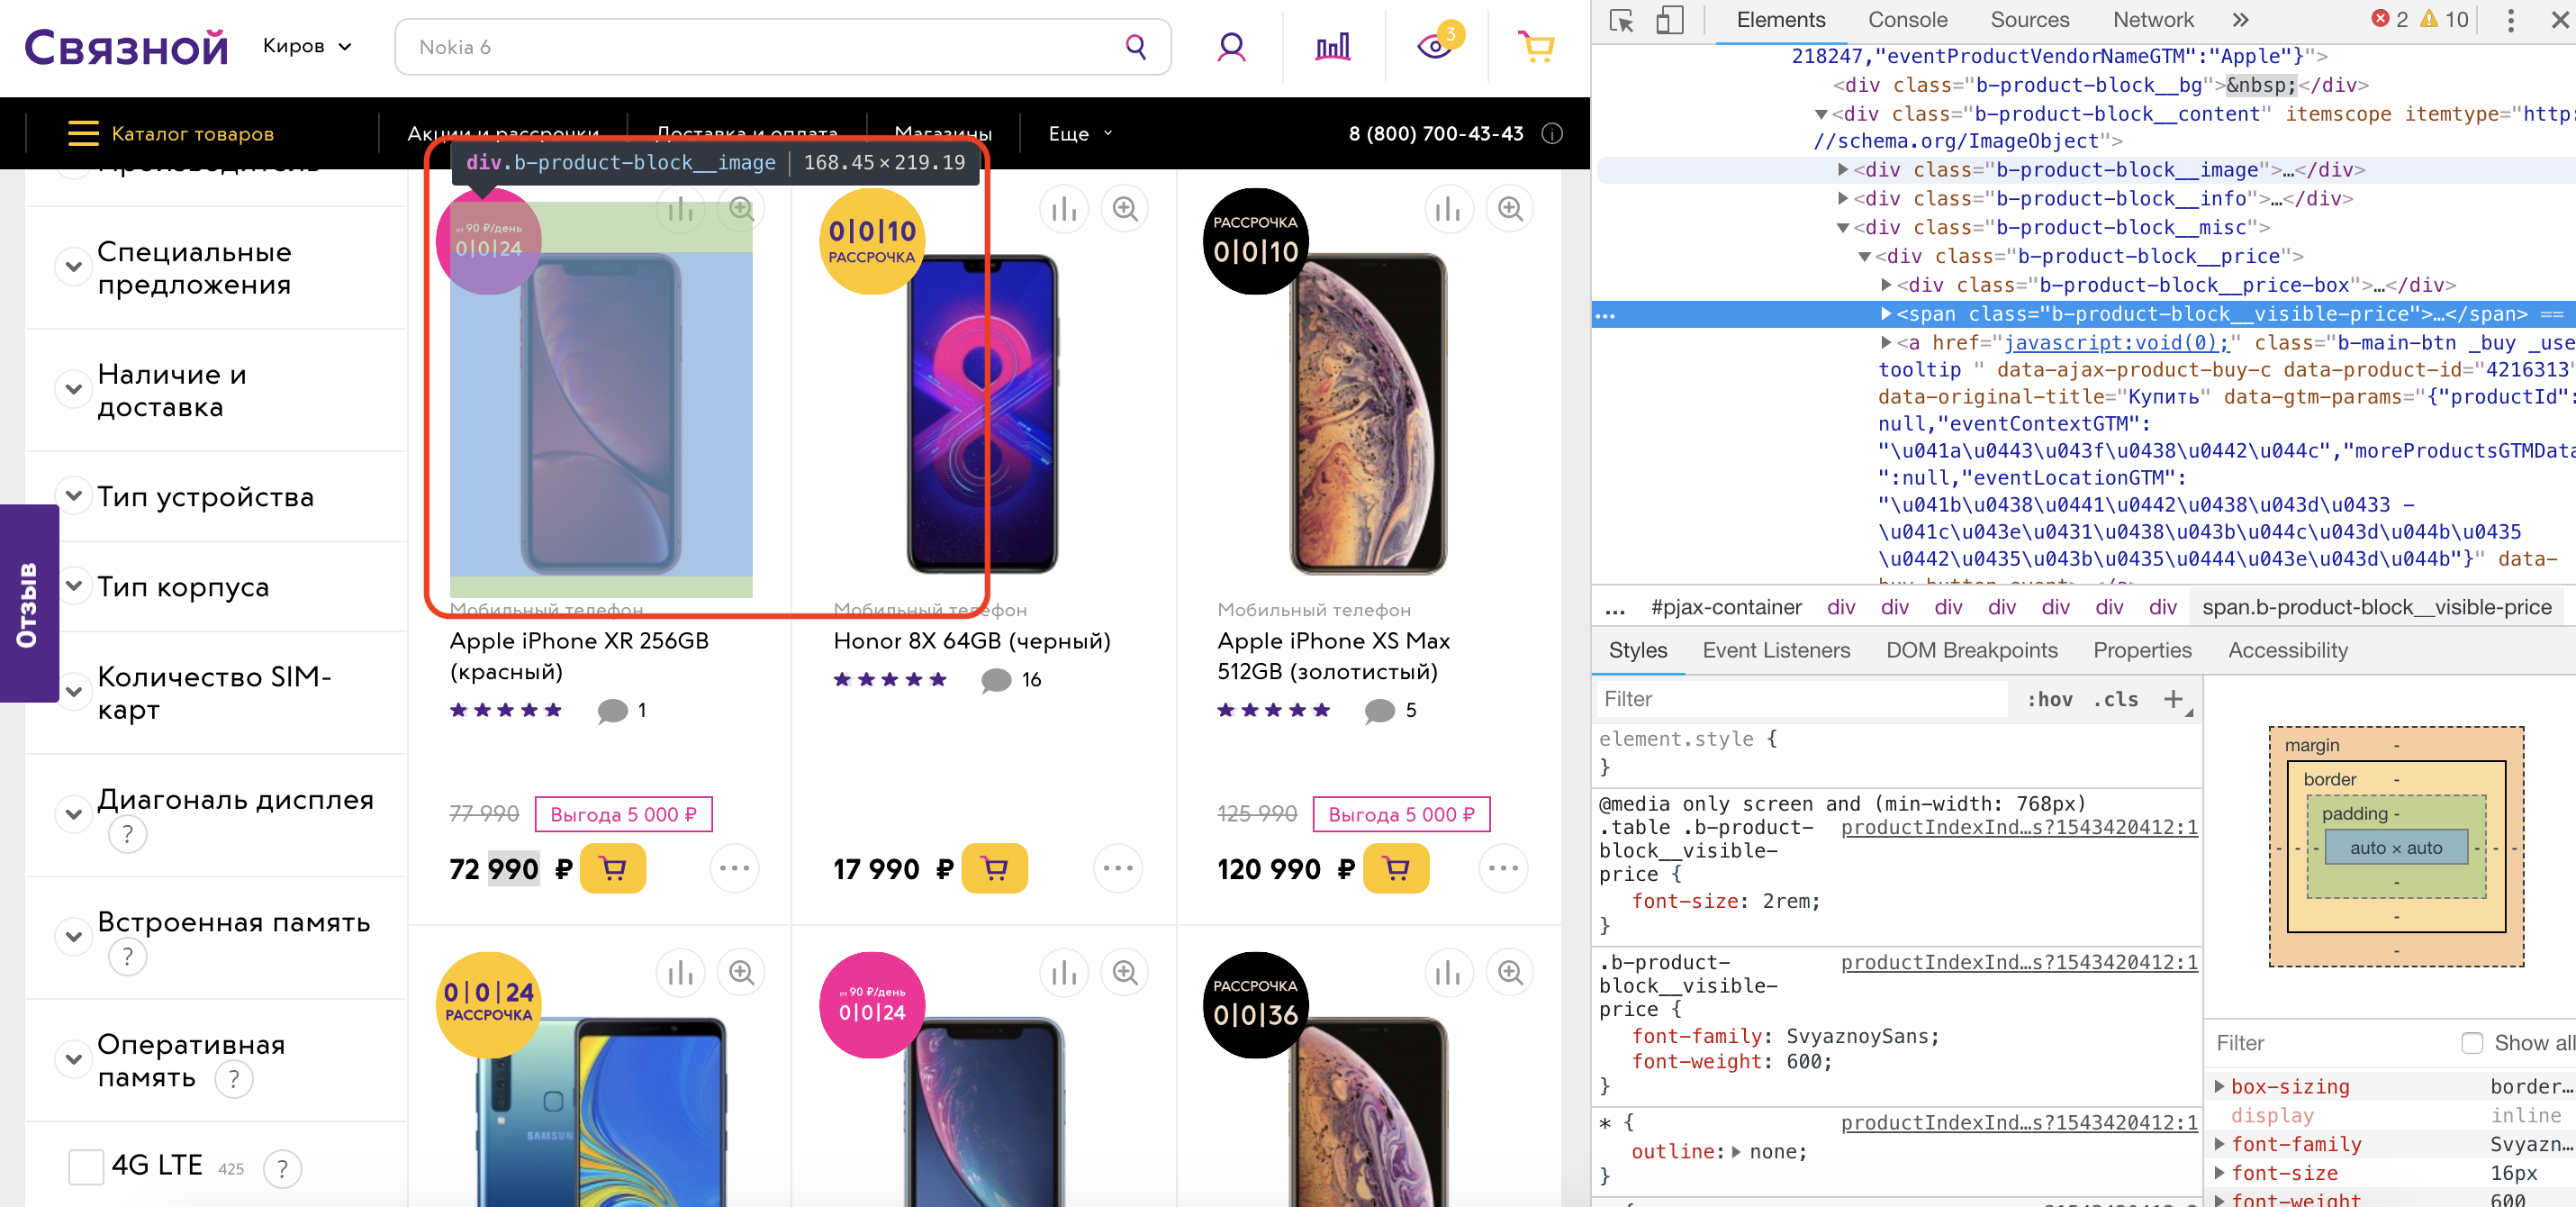 Связной
Киров
Nokia 6
3
Каталог товаров
Акции и рассрочки
Доставка и оплата
Магазины
Еще
8 (800) 700-43-43
div.b-product-block__image | 168.45×219.19
Производитель
Специальные
предложения
Наличие и
доставка
Тип устройства
Тип корпуса
Количество SIM-
карт
Диагональ дисплея
?
Встроенная память
?
Оперативная
память ?
4G LTE 425 ?
Отзыв
от 90 ₽/день
0|0|24
Мобильный телефон
Apple iPhone XR 256GB
(красный)
1
77 990
Выгода 5 000 ₽
72 990 ₽
0|0|10
РАССРОЧКА
Мобильный телефон
Honor 8X 64GB (черный)
16
17 990 ₽
РАССРОЧКА
0|0|10
Мобильный телефон
Apple iPhone XS Max
512GB (золотистый)
5
125 990
Выгода 5 000 ₽
120 990 ₽
0|0|24
РАССРОЧКА
SAMSUNG
от 90 ₽/день
0|0|24
РАССРОЧКА
0|0|36
Elements
Console
Sources
Network
»
2
10
218247,"eventProductVendorNameGTM":"Apple"}">
<div class="b-product-block__bg">&nbsp;</div>
▼<div class="b-product-block__content" itemscope itemtype="http:
//schema.org/ImageObject">
▶<div class="b-product-block__image">…</div>
▶<div class="b-product-block__info">…</div>
▼<div class="b-product-block__misc">
▼<div class="b-product-block__price">
▶<div class="b-product-block__price-box">…</div>
… ▶<span class="b-product-block__visible-price">…</span> ==
▶<a href="javascript:void(0);" class="b-main-btn _buy _use
tooltip " data-ajax-product-buy-c data-product-id="4216313"
data-original-title="Купить" data-gtm-params="{"productId":
null,"eventContextGTM":
"\u041a\u0443\u043f\u0438\u0442\u044c","moreProductsGTMData
":null,"eventLocationGTM":
"\u041b\u0438\u0441\u0442\u0438\u043d\u0433 –
\u041c\u043e\u0431\u0438\u043b\u044c\u043d\u044b\u0435
\u0442\u0435\u043b\u0435\u0444\u043e\u043d\u044b"}" data-
buy-button-event>…</a>
… #pjax-container div div div div div div div span.b-product-block__visible-price
Styles
Event Listeners
DOM Breakpoints
Properties
Accessibility
Filter
:hov .cls +
element.style {
}
@media only screen and (min-width: 768px)
.table .b-product- productIndexInd…s?1543420412:1
block__visible-
price {
font-size: 2rem;
}
.b-product- productIndexInd…s?1543420412:1
block__visible-
price {
font-family: SvyaznoySans;
font-weight: 600;
}
* { productIndexInd…s?1543420412:1
outline: ▶ none;
}
margin -
border -
padding -
- - - auto × auto - - -
-
-
-
Filter
Show all
▶ box-sizing border…
display inline
▶ font-family Svyazn…
▶ font-size 16px
▶ font-weight 600